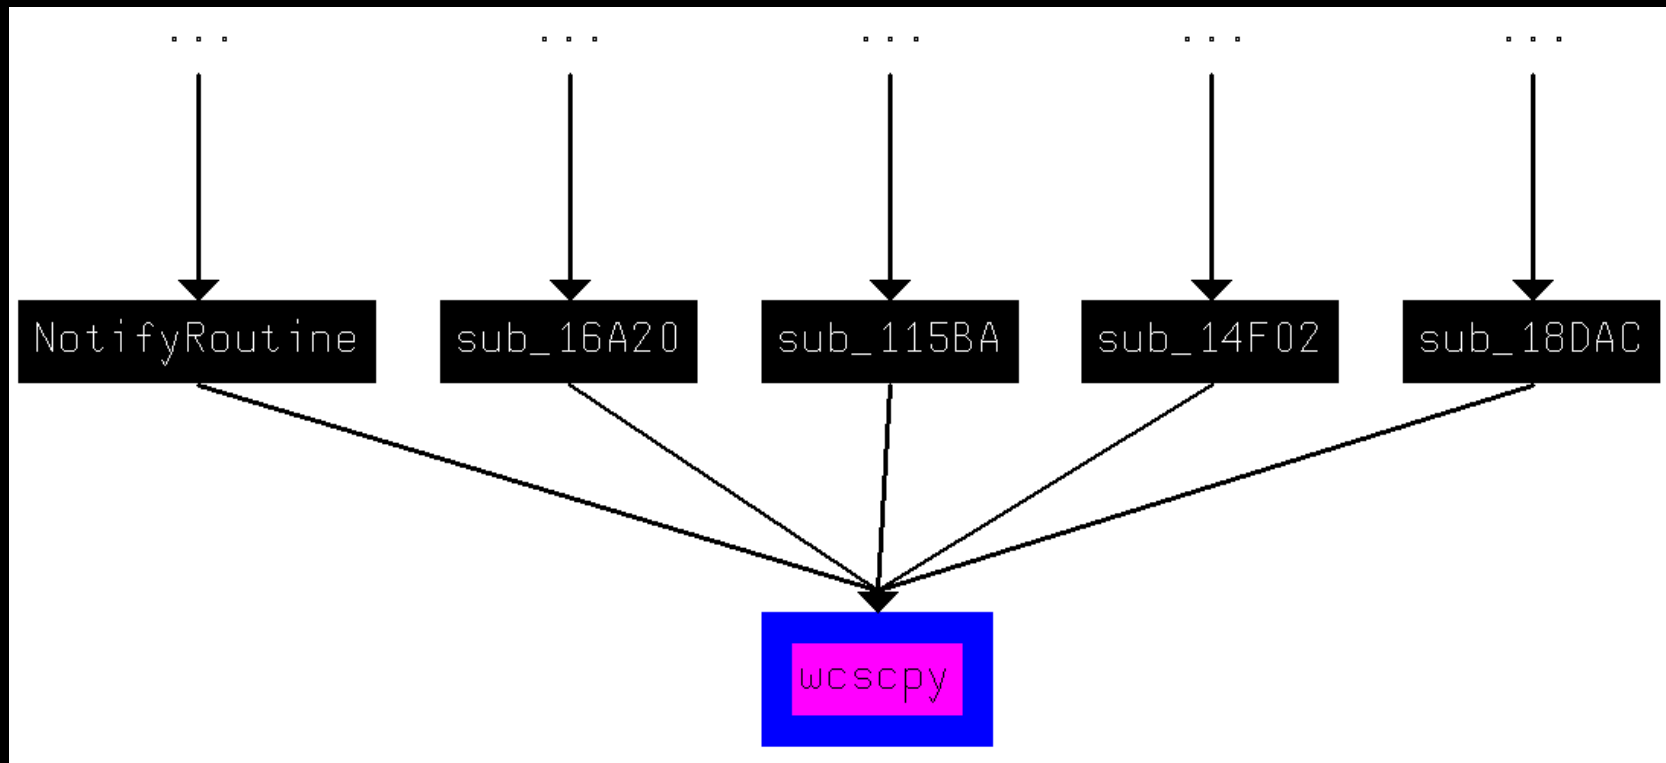 ... ... ... ... ...
NotifyRoutine sub_16A20 sub_115BA sub_14F02 sub_18DAC
wcscpy